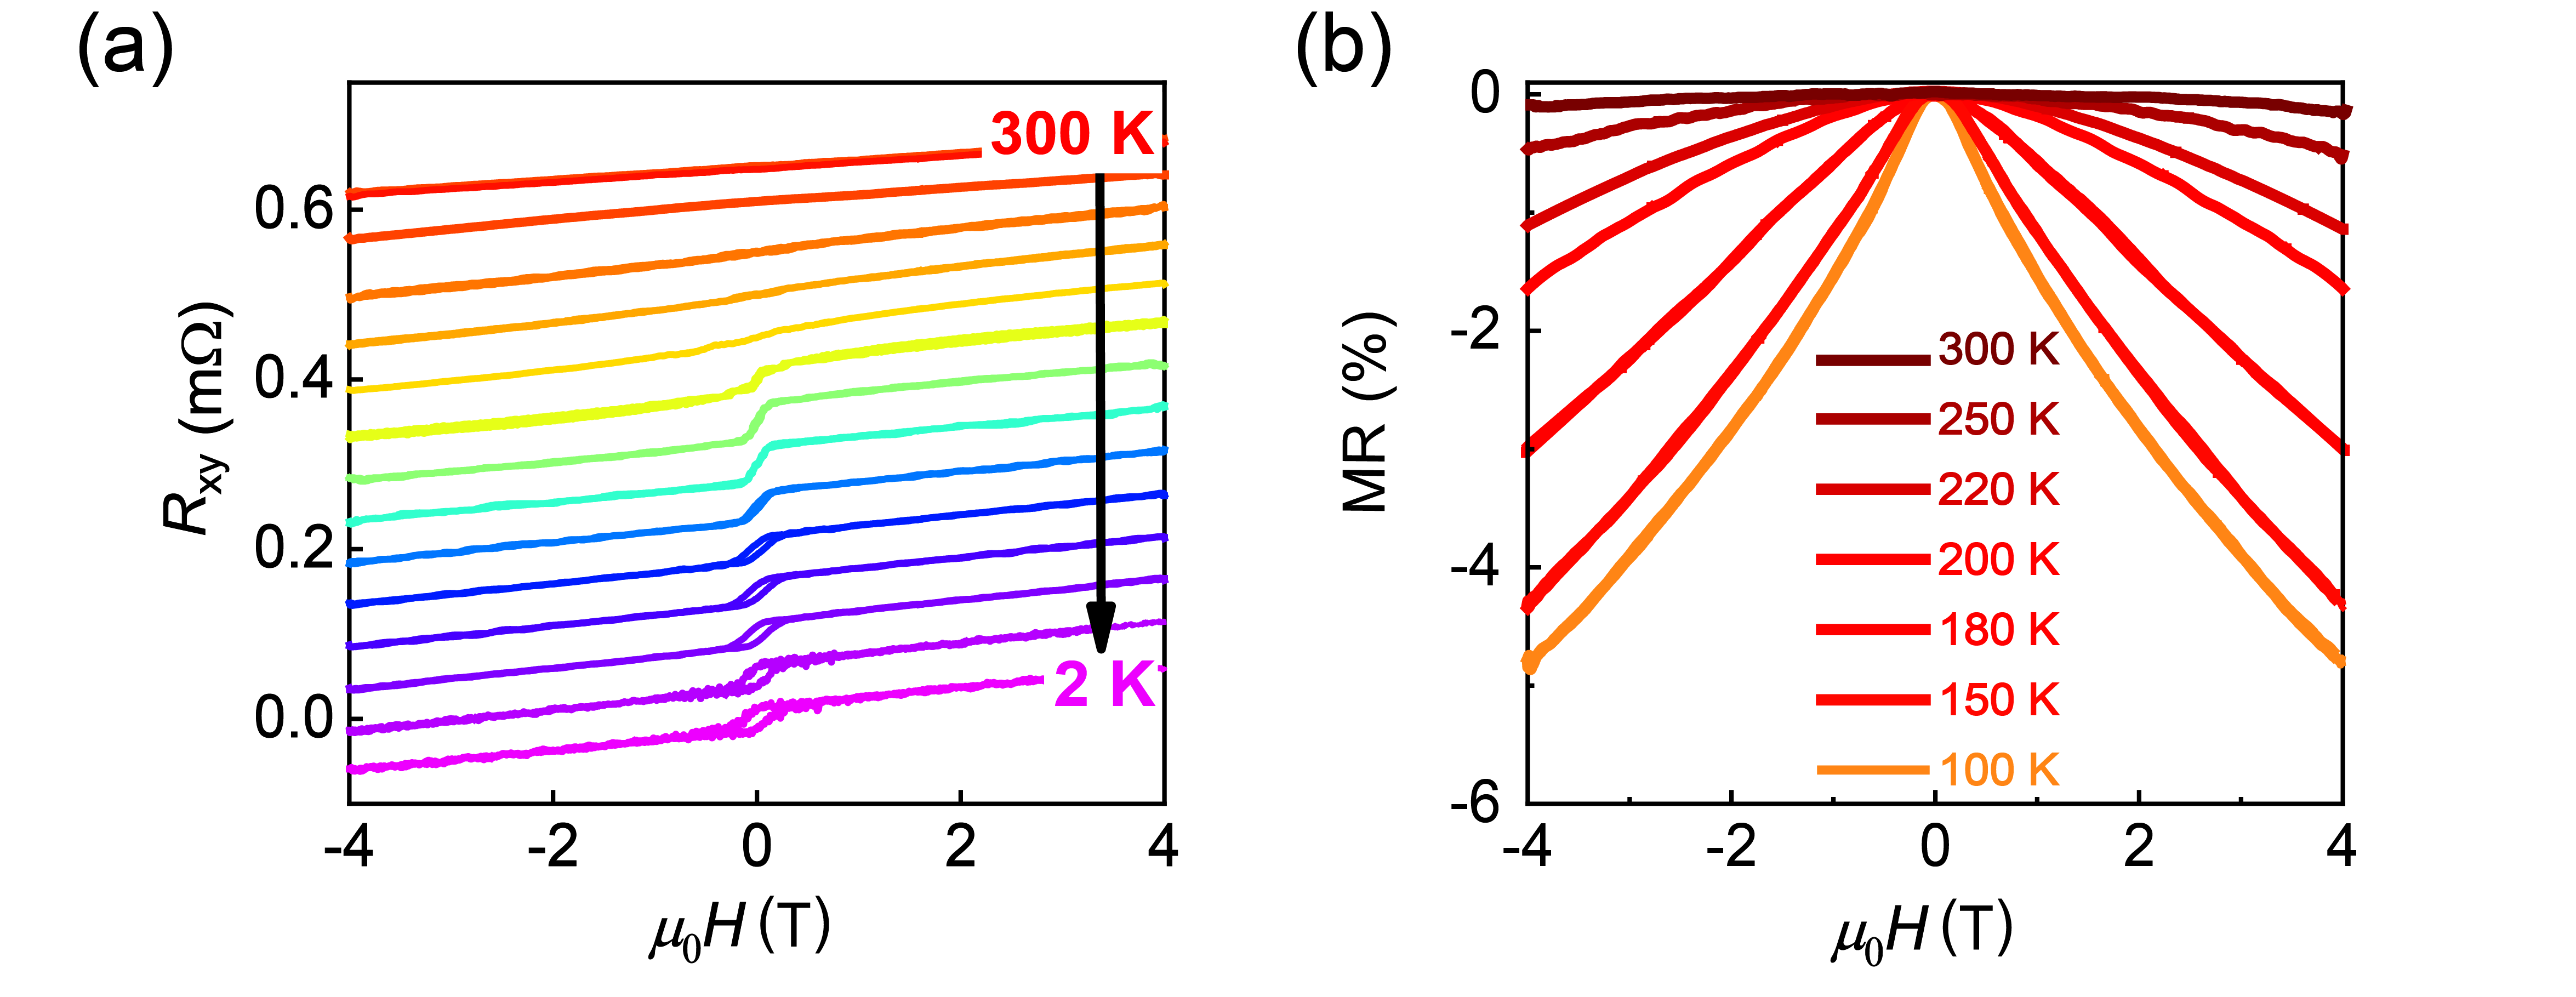 (a)
300 K
0.6
0.4
0.2
0.0
2 K
-4 -2 0 2 4
Rxy (mΩ)
μ0H (T)
(b)
0
-2
-4
-6
MR (%)
300 K
250 K
220 K
200 K
180 K
150 K
100 K
-4 -2 0 2 4
μ0H (T)